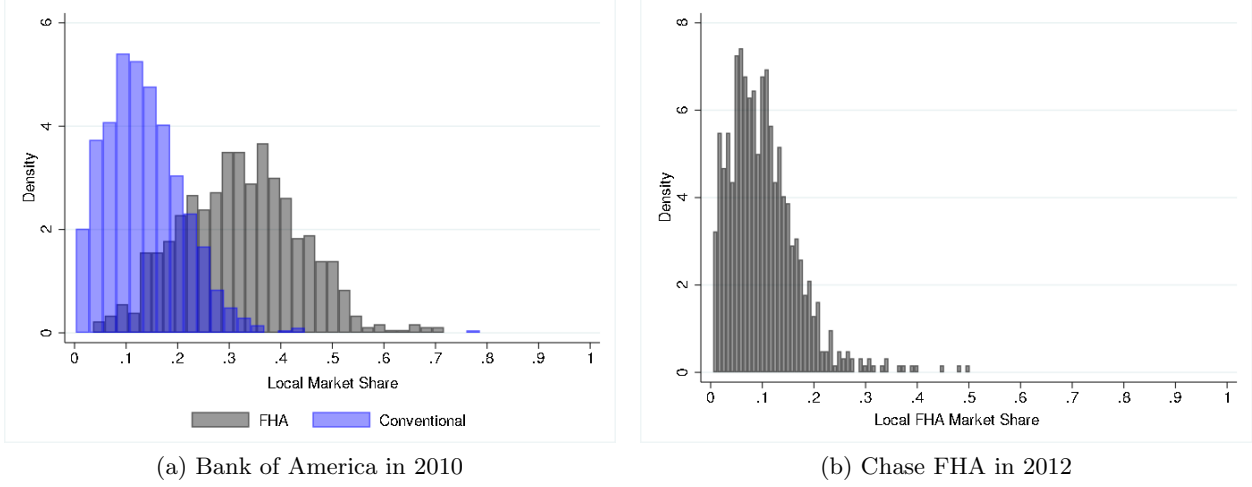 6
4
2
0
Density
0 .1 .2 .3 .4 .5 .6 .7 .8 .9 1
Local Market Share
FHA Conventional
(a) Bank of America in 2010
8
6
4
2
0
Density
0 .1 .2 .3 .4 .5 .6 .7 .8 .9 1
Local FHA Market Share
(b) Chase FHA in 2012